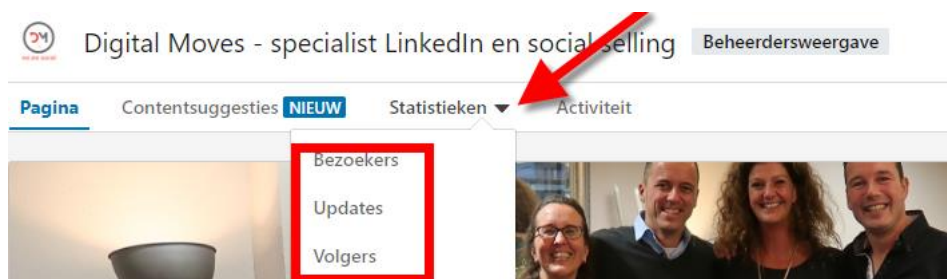 Digital Moves - specialist LinkedIn en social selling Beheerdersweergave
Pagina Contentsuggesties NIEUW Statistieken Activiteit
Bezoekers
Updates
Volgers